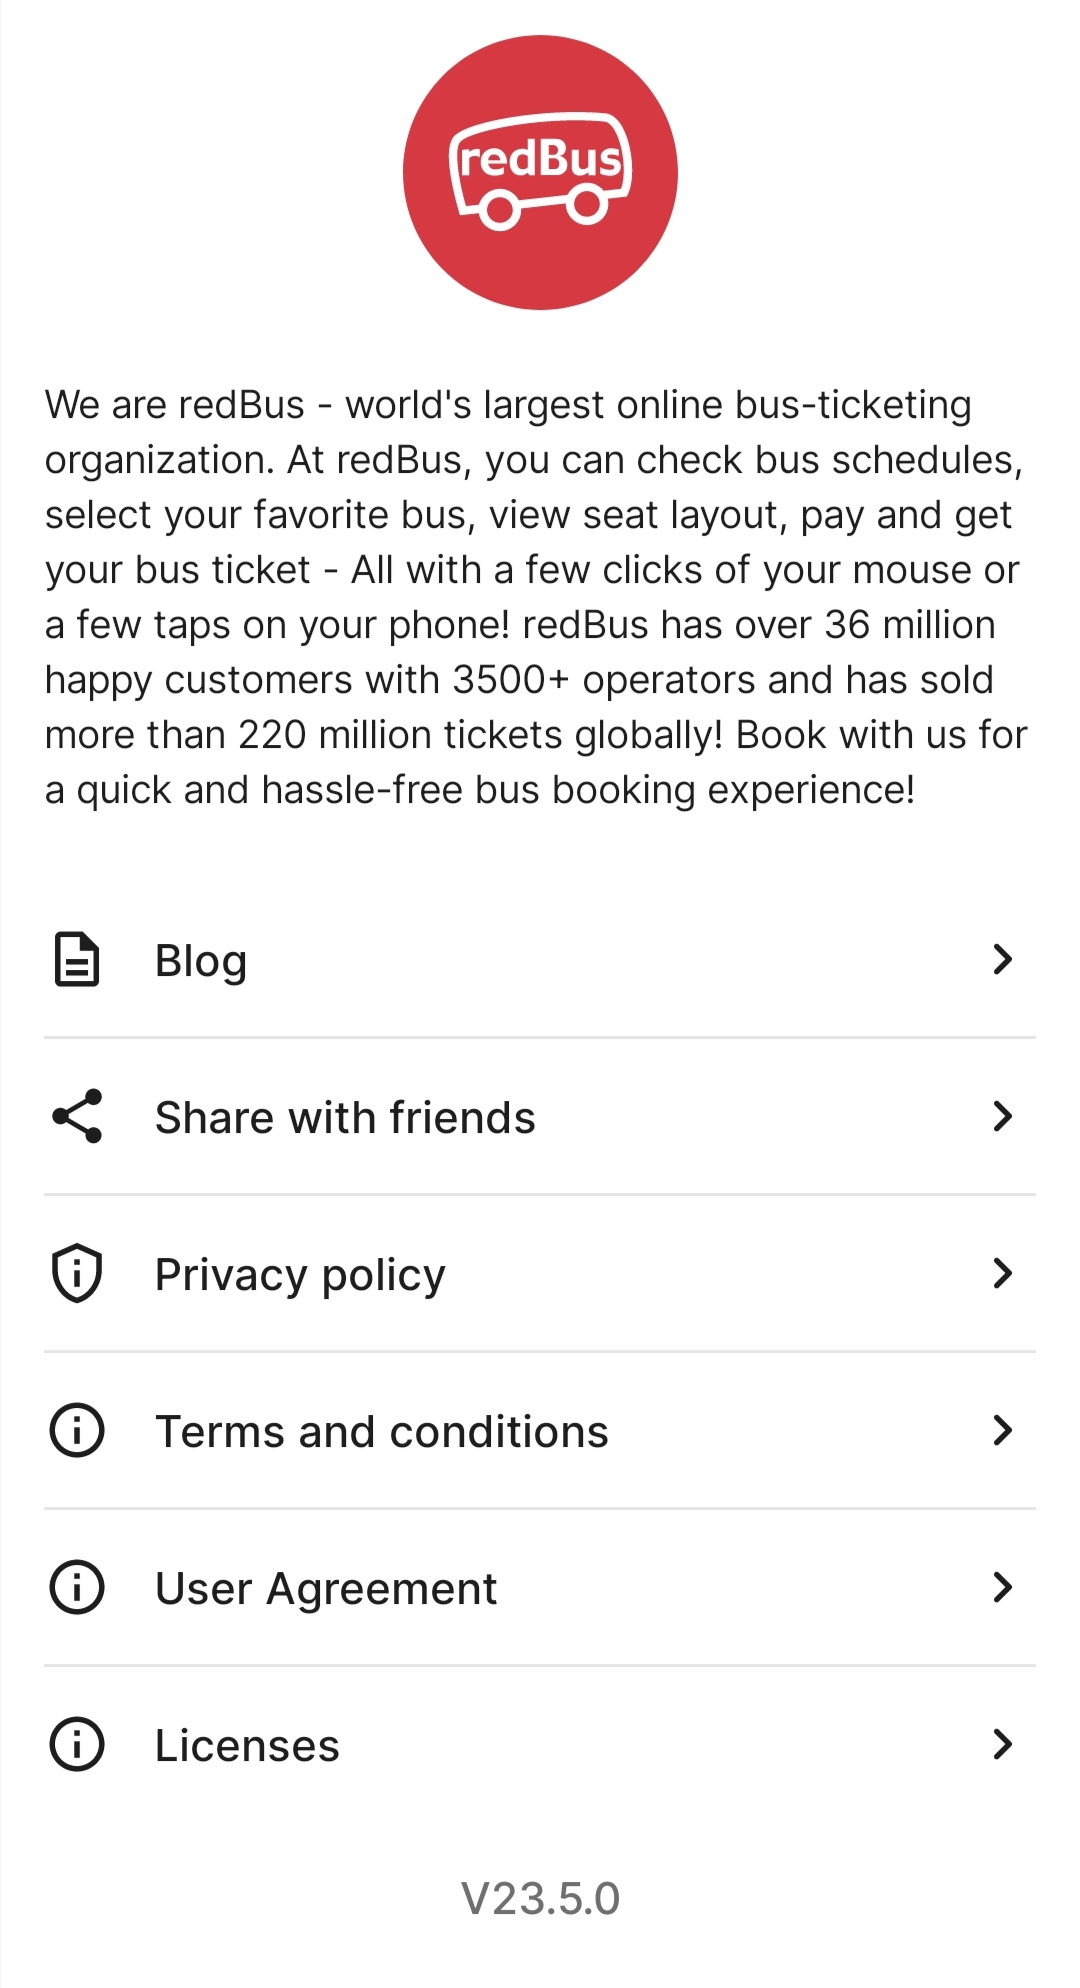 redBus
We are redBus - world's largest online bus-ticketing
organization. At redBus, you can check bus schedules,
select your favorite bus, view seat layout, pay and get
your bus ticket - All with a few clicks of your mouse or
a few taps on your phone! redBus has over 36 million
happy customers with 3500+ operators and has sold
more than 220 million tickets globally! Book with us for
a quick and hassle-free bus booking experience!
Blog
Share with friends
Privacy policy
Terms and conditions
User Agreement
Licenses
V23.5.0